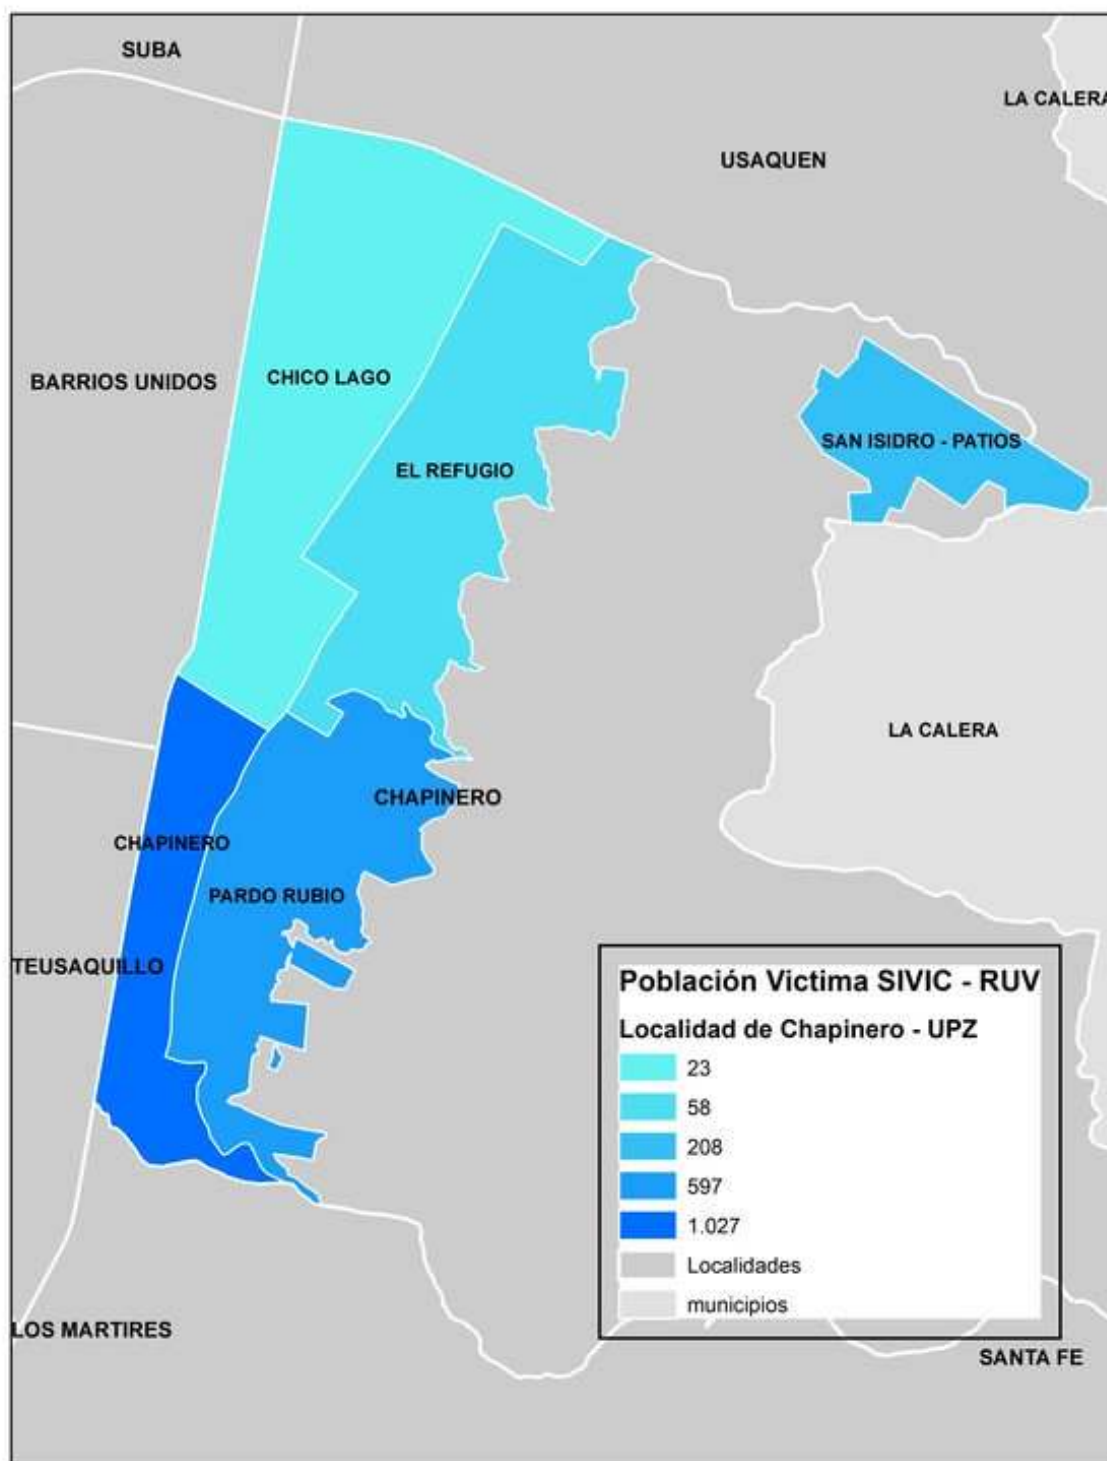 SUBA
LA CALERA
USAQUEN
BARRIOS UNIDOS
CHICO LAGO
SAN ISIDRO - PATIOS
EL REFUGIO
LA CALERA
CHAPINERO
CHAPINERO
PARDO RUBIO
TEUSAQUILLO
Población Victima SIVIC - RUV
Localidad de Chapinero - UPZ
23
58
208
597
1.027
Localidades
municipios
LOS MARTIRES
SANTA FE